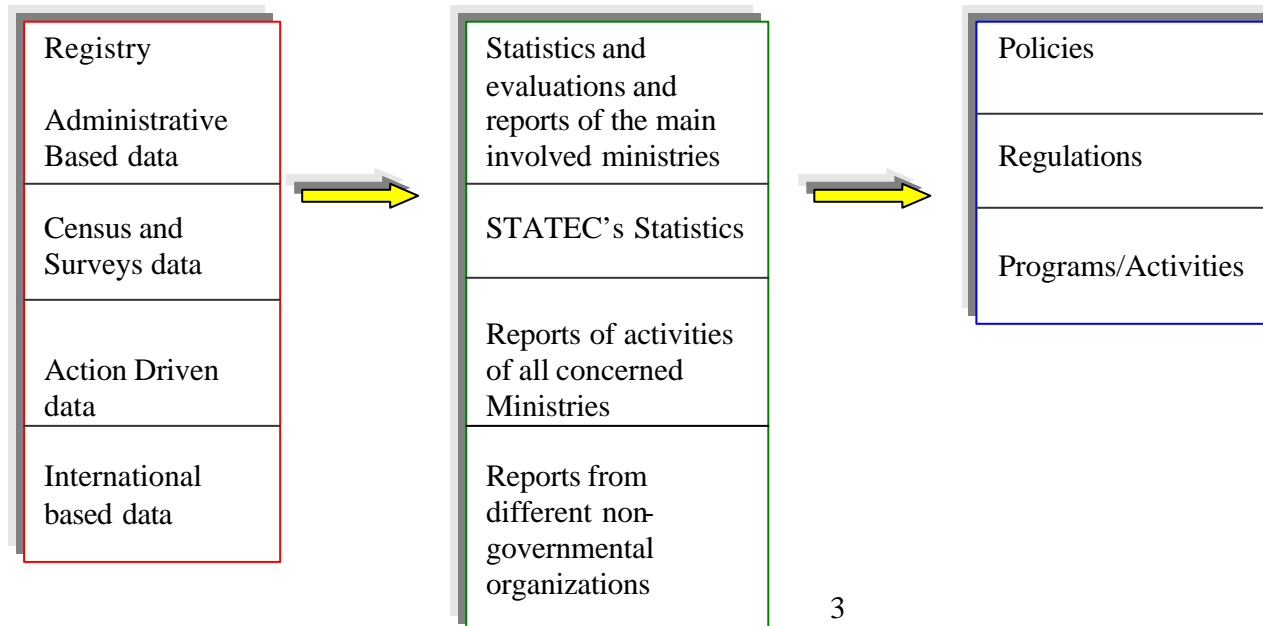 Registry
Administrative
Based data
Census and
Surveys data
Action Driven
data
International
based data
Statistics and
evaluations and
reports of the main
involved ministries
STATEC’s Statistics
Reports of activities
of all concerned
Ministries
Reports from
different non-
governmental
organizations
Policies
Regulations
Programs/Activities
3